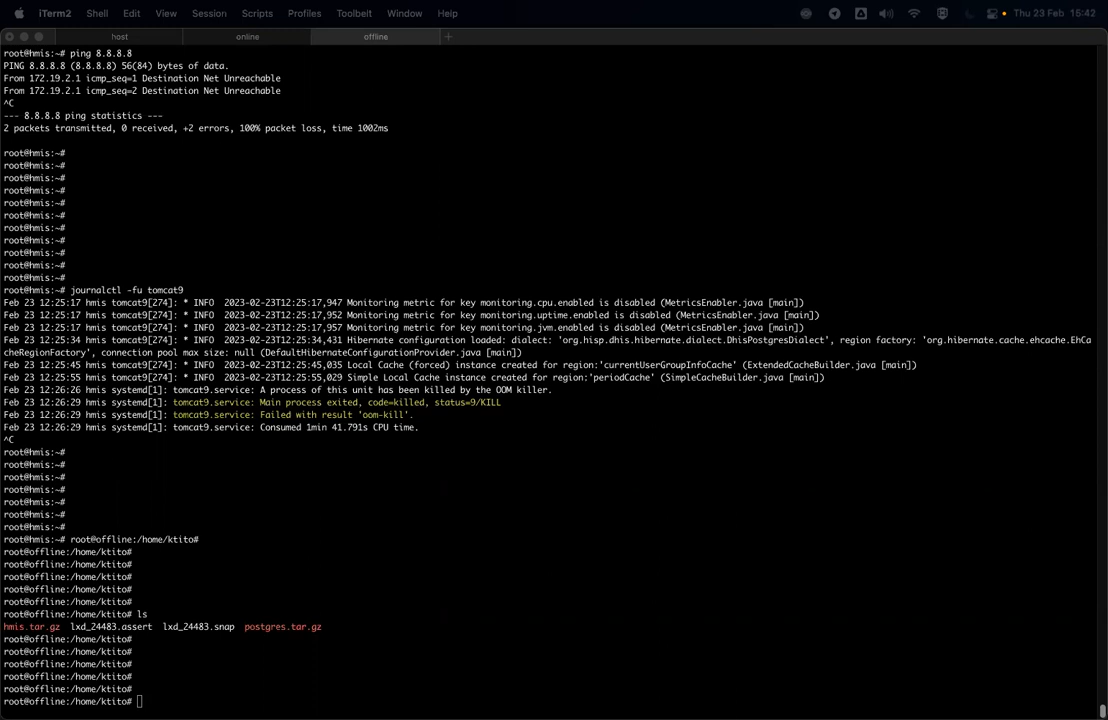 iTerm2 Shell Edit View Session Scripts Profiles Toolbelt Window Help Thu 23 Feb 15:42
host online offline
root@hmis:~# ping 8.8.8.8
PING 8.8.8.8 (8.8.8.8) 56(84) bytes of data.
From 172.19.2.1 icmp_seq=1 Destination Net Unreachable
From 172.19.2.1 icmp_seq=2 Destination Net Unreachable
^C
--- 8.8.8.8 ping statistics ---
2 packets transmitted, 0 received, +2 errors, 100% packet loss, time 1002ms
root@hmis:~#
root@hmis:~#
root@hmis:~#
root@hmis:~#
root@hmis:~#
root@hmis:~#
root@hmis:~#
root@hmis:~#
root@hmis:~#
root@hmis:~#
root@hmis:~#
root@hmis:~# journalctl -fu tomcat9
Feb 23 12:25:17 hmis tomcat9[274]: * INFO  2023-02-23T12:25:17,947 Monitoring metric for key monitoring.cpu.enabled is disabled (MetricsEnabler.java [main])
Feb 23 12:25:17 hmis tomcat9[274]: * INFO  2023-02-23T12:25:17,952 Monitoring metric for key monitoring.uptime.enabled is disabled (MetricsEnabler.java [main])
Feb 23 12:25:17 hmis tomcat9[274]: * INFO  2023-02-23T12:25:17,957 Monitoring metric for key monitoring.jvm.enabled is disabled (MetricsEnabler.java [main])
Feb 23 12:25:34 hmis tomcat9[274]: * INFO  2023-02-23T12:25:34,431 Hibernate configuration loaded: dialect: 'org.hisp.dhis.hibernate.dialect.DhisPostgresDialect', region factory: 'org.hibernate.cache.ehcache.EhCa
cheRegionFactory', connection pool max size: null (DefaultHibernateConfigurationProvider.java [main])
Feb 23 12:25:45 hmis tomcat9[274]: * INFO  2023-02-23T12:25:45,035 Local Cache (forced) instance created for region:'currentUserGroupInfoCache' (ExtendedCacheBuilder.java [main])
Feb 23 12:25:55 hmis tomcat9[274]: * INFO  2023-02-23T12:25:55,029 Simple Local Cache instance created for region:'periodCache' (SimpleCacheBuilder.java [main])
Feb 23 12:26:26 hmis systemd[1]: tomcat9.service: A process of this unit has been killed by the OOM killer.
Feb 23 12:26:29 hmis systemd[1]: tomcat9.service: Main process exited, code=killed, status=9/KILL
Feb 23 12:26:29 hmis systemd[1]: tomcat9.service: Failed with result 'oom-kill'.
Feb 23 12:26:29 hmis systemd[1]: tomcat9.service: Consumed 1min 41.791s CPU time.
^C
root@hmis:~#
root@hmis:~#
root@hmis:~#
root@hmis:~#
root@hmis:~#
root@hmis:~#
root@hmis:~#
root@hmis:~# root@offline:/home/ktito#
root@offline:/home/ktito#
root@offline:/home/ktito#
root@offline:/home/ktito#
root@offline:/home/ktito#
root@offline:/home/ktito#
root@offline:/home/ktito# ls
hmis.tar.gz  lxd_24483.assert  lxd_24483.snap  postgres.tar.gz
root@offline:/home/ktito#
root@offline:/home/ktito#
root@offline:/home/ktito#
root@offline:/home/ktito#
root@offline:/home/ktito#
root@offline:/home/ktito#